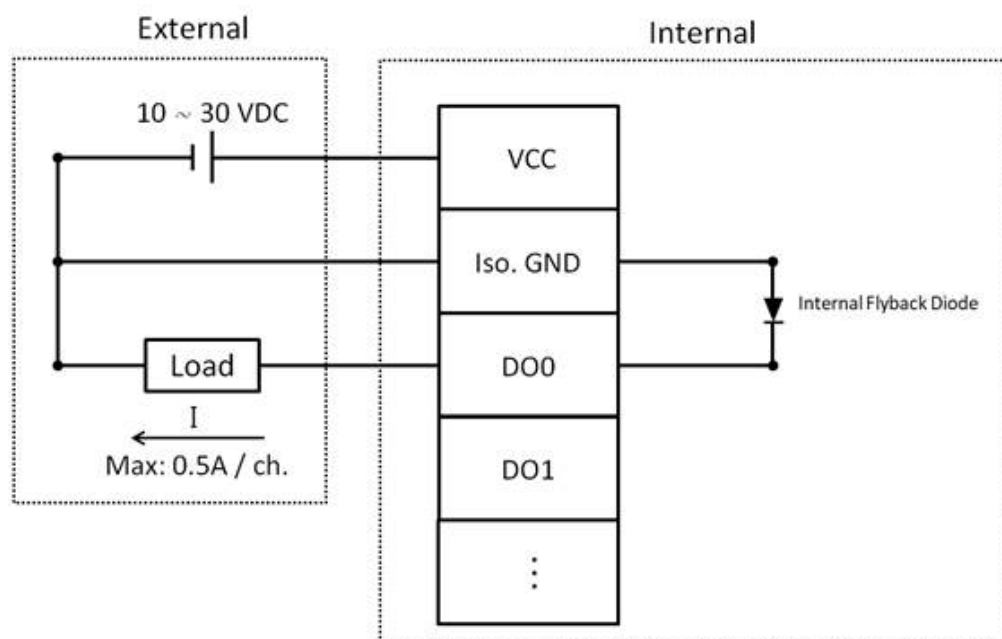 External
Internal
10 ~ 30 VDC
VCC
Iso. GND
Internal Flyback Diode
Load
DO0
I
Max: 0.5A / ch.
DO1
⋮